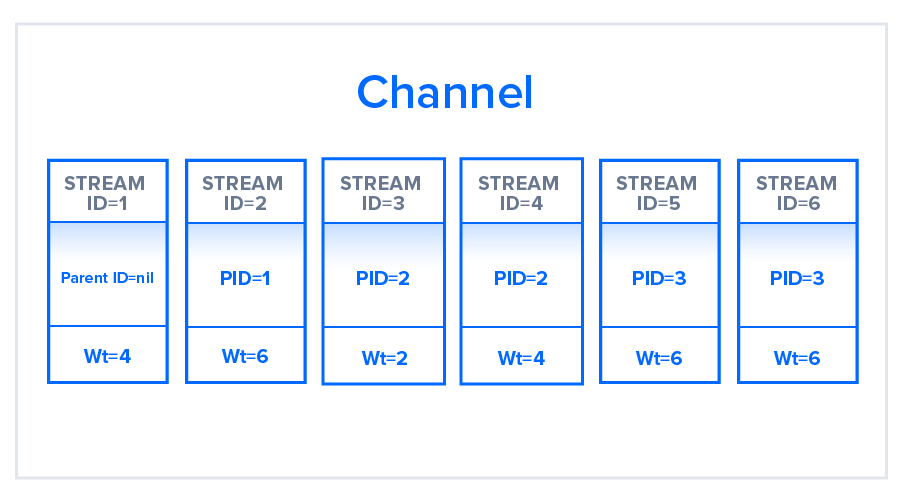 Channel
STREAM
ID=1
Parent ID=nil
Wt=4
STREAM
ID=2
PID=1
Wt=6
STREAM
ID=3
PID=2
Wt=2
STREAM
ID=4
PID=2
Wt=4
STREAM
ID=5
PID=3
Wt=6
STREAM
ID=6
PID=3
Wt=6